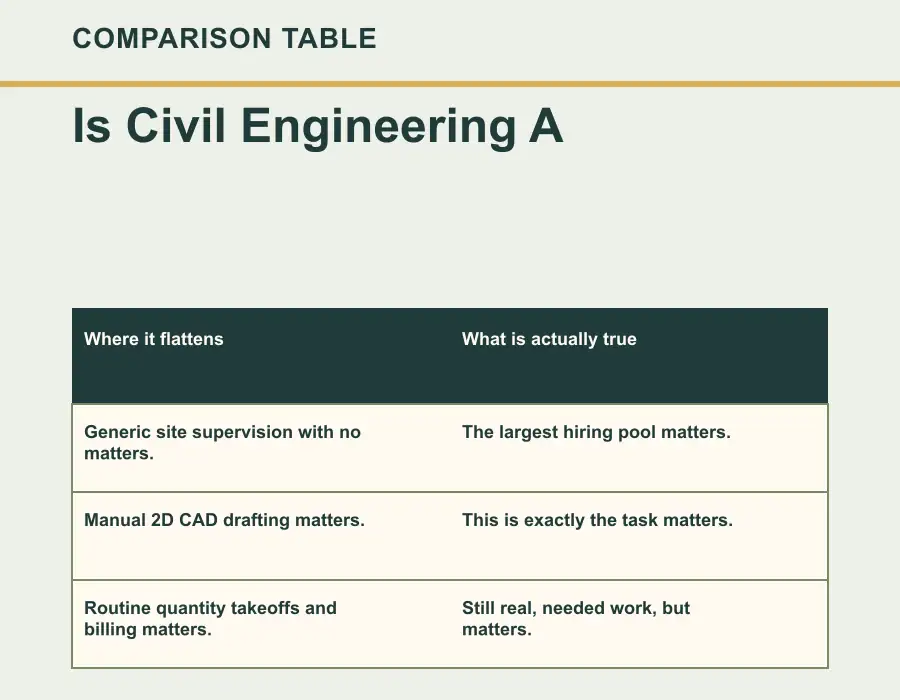 COMPARISON TABLE
Is Civil Engineering A
Where it flattens
What is actually true
Generic site supervision with no
matters.
The largest hiring pool matters.
Manual 2D CAD drafting matters.
This is exactly the task matters.
Routine quantity takeoffs and
billing matters.
Still real, needed work, but
matters.